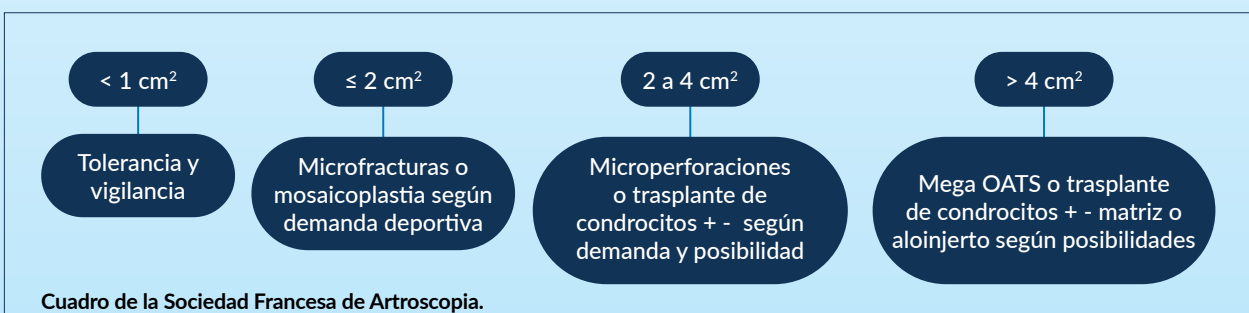 < 1 cm²
Tolerancia y
vigilancia
≤ 2 cm²
Microfracturas o
mosaicoplastia según
demanda deportiva
2 a 4 cm²
Microperforaciones
o trasplante de
condrocitos + - según
demanda y posibilidad
> 4 cm²
Mega OATS o trasplante
de condrocitos + - matriz o
aloinjerto según posibilidades
Cuadro de la Sociedad Francesa de Artroscopia.